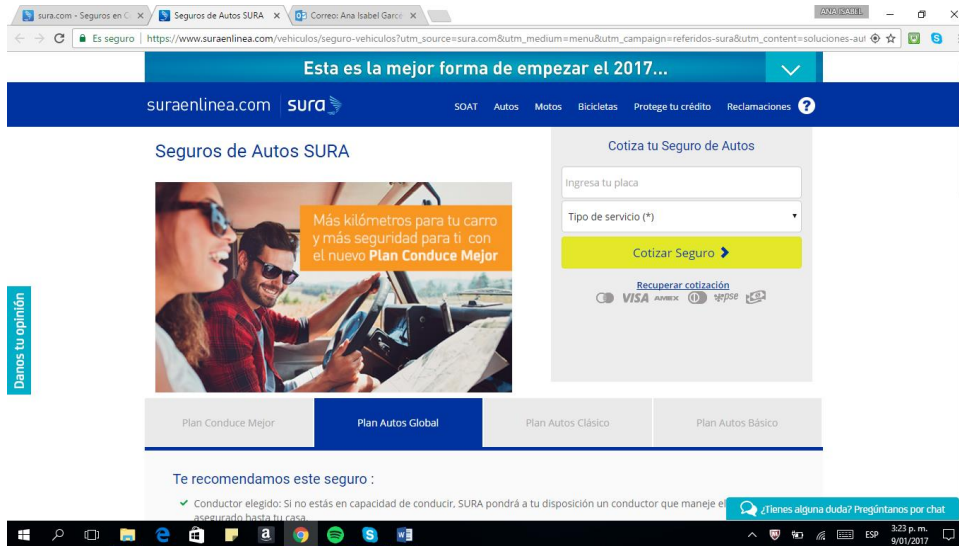 ANA ISABEL
sura.com - Seguros en C
Seguros de Autos SURA
Correo: Ana Isabel Garcé
Es seguro
https://www.suraenlinea.com/vehiculos/seguro-vehiculos?utm_source=sura.com&utm_medium=menu&utm_campaign=referidos-sura&utm_content=soluciones-aut
Esta es la mejor forma de empezar el 2017...
suraenlinea.com sura
SOAT Autos Motos Bicicletas Protege tu crédito Reclamaciones ?
Seguros de Autos SURA
Más kilómetros para tu carro
y más seguridad para ti con
el nuevo Plan Conduce Mejor
Cotiza tu Seguro de Autos
Ingresa tu placa
Tipo de servicio (*)
Cotizar Seguro
Recuperar cotización
VISA AMEX pse
Danos tu opinión
Plan Conduce Mejor
Plan Autos Global
Plan Autos Clásico
Plan Autos Básico
Te recomendamos este seguro :
Conductor elegido: Si no estás en capacidad de conducir, SURA pondrá a tu disposición un conductor que maneje el
asegurado hasta tu casa.
¿Tienes alguna duda? Pregúntanos por chat
ESP
3:23 p. m.
9/01/2017